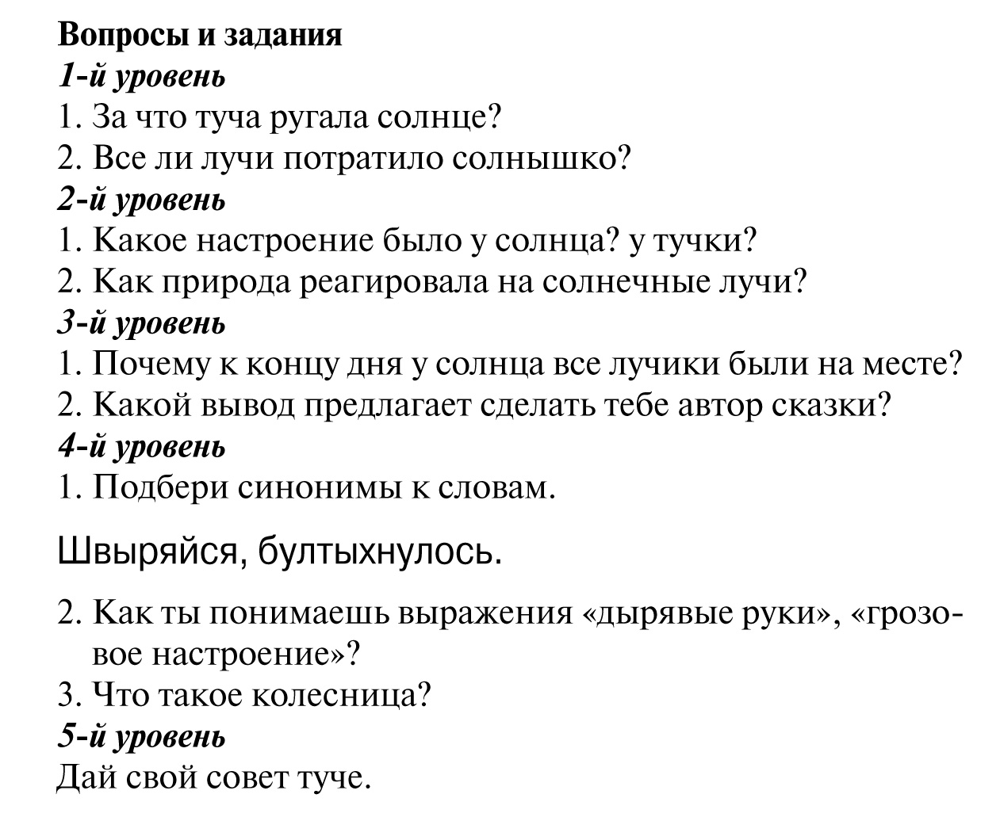 Вопросы и задания
1-й уровень
1. За что туча ругала солнце?
2. Все ли лучи потратило солнышко?
2-й уровень
1. Какое настроение было у солнца? у тучки?
2. Как природа реагировала на солнечные лучи?
3-й уровень
1. Почему к концу дня у солнца все лучики были на месте?
2. Какой вывод предлагает сделать тебе автор сказки?
4-й уровень
1. Подбери синонимы к словам.
Швыряйся, бултыхнулось.
2. Как ты понимаешь выражения «дырявые руки», «грозо-
вое настроение»?
3. Что такое колесница?
5-й уровень
Дай свой совет туче.